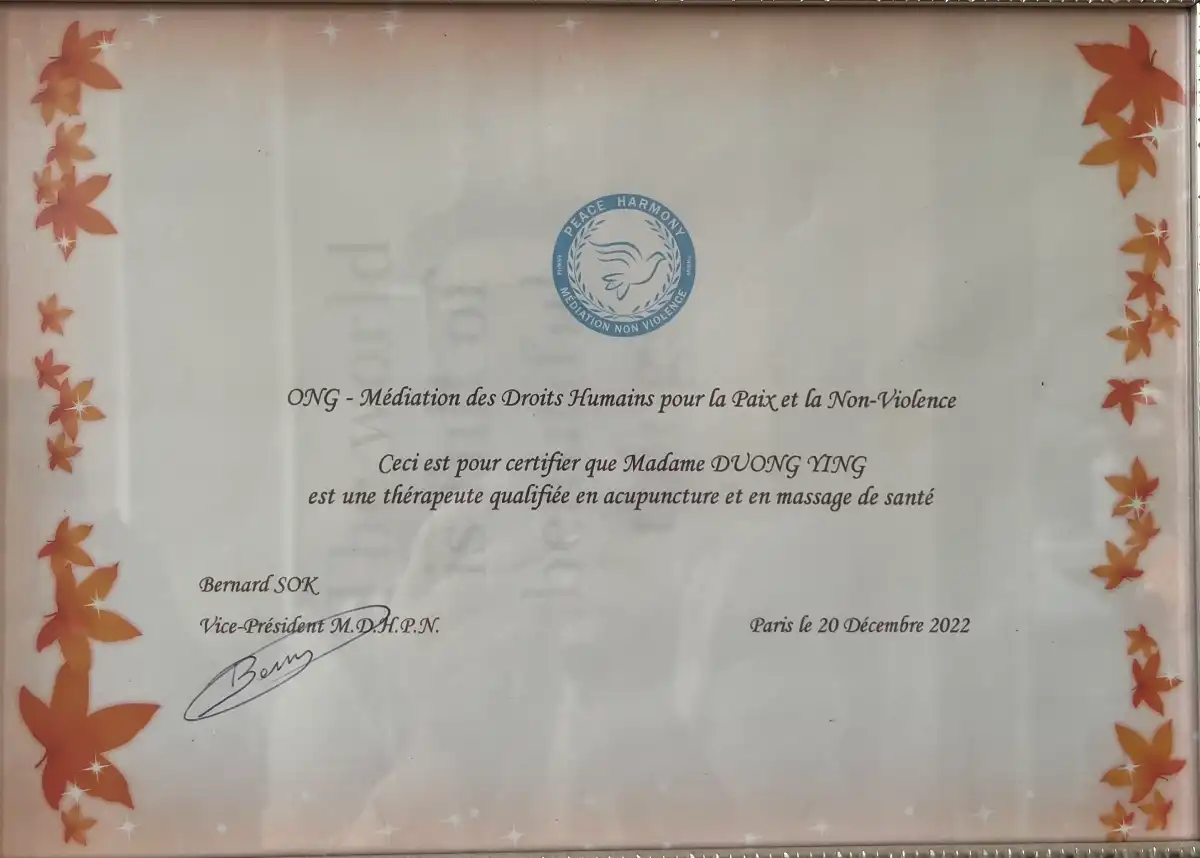 PEACE HARMONY
MEDIATION NON VIOLENCE
ONG - Médiation des Droits Humains pour la Paix et la Non-Violence
Ceci est pour certifier que Madame DUONG YING
est une thérapeute qualifiée en acupuncture et en massage de santé
Bernard SOK
Vice-Président M.D.H.P.N.
Paris le 20 Décembre 2022